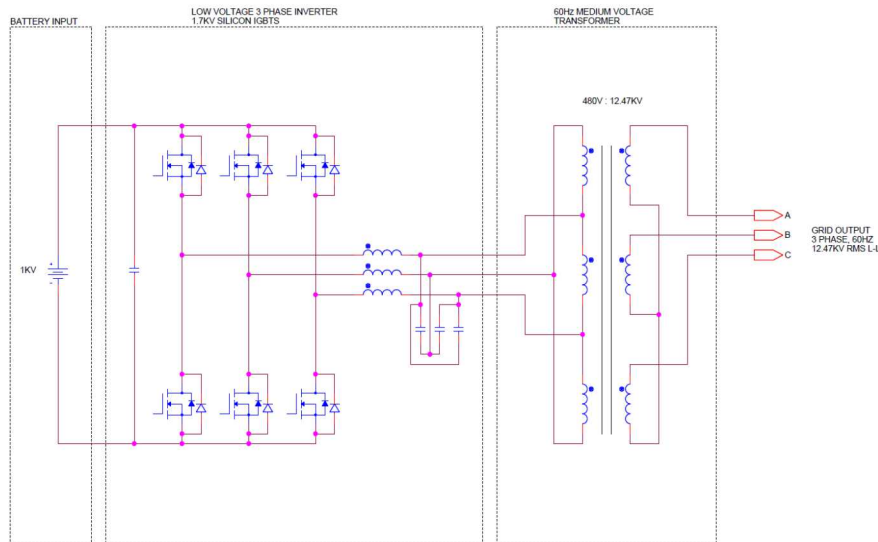 BATTERY INPUT
LOW VOLTAGE 3 PHASE INVERTER
1.7KV SILICON IGBTS
60Hz MEDIUM VOLTAGE
TRANSFORMER
480V : 12.47KV
1KV
+
-
A
B
C
GRID OUTPUT
3 PHASE, 60HZ
12.47KV RMS L-L